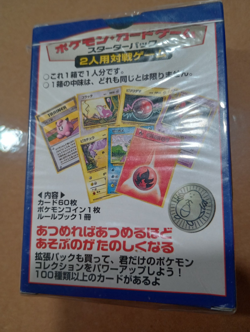 ポケモン・カードゲーム
スターターパック
2人用対戦ゲーム
○これ1箱で1人分です。
○1箱の中味は、どれも同じとは限りません。
<内容>
カード60枚
ポケモンコイン1枚
ルールブック1冊
あつめればあつめるほど
あそぶのがたのしくなる
拡張パックも買って、君だけのポケモン
コレクションをパワーアップしよう!
100種類以上のカードがあるよ